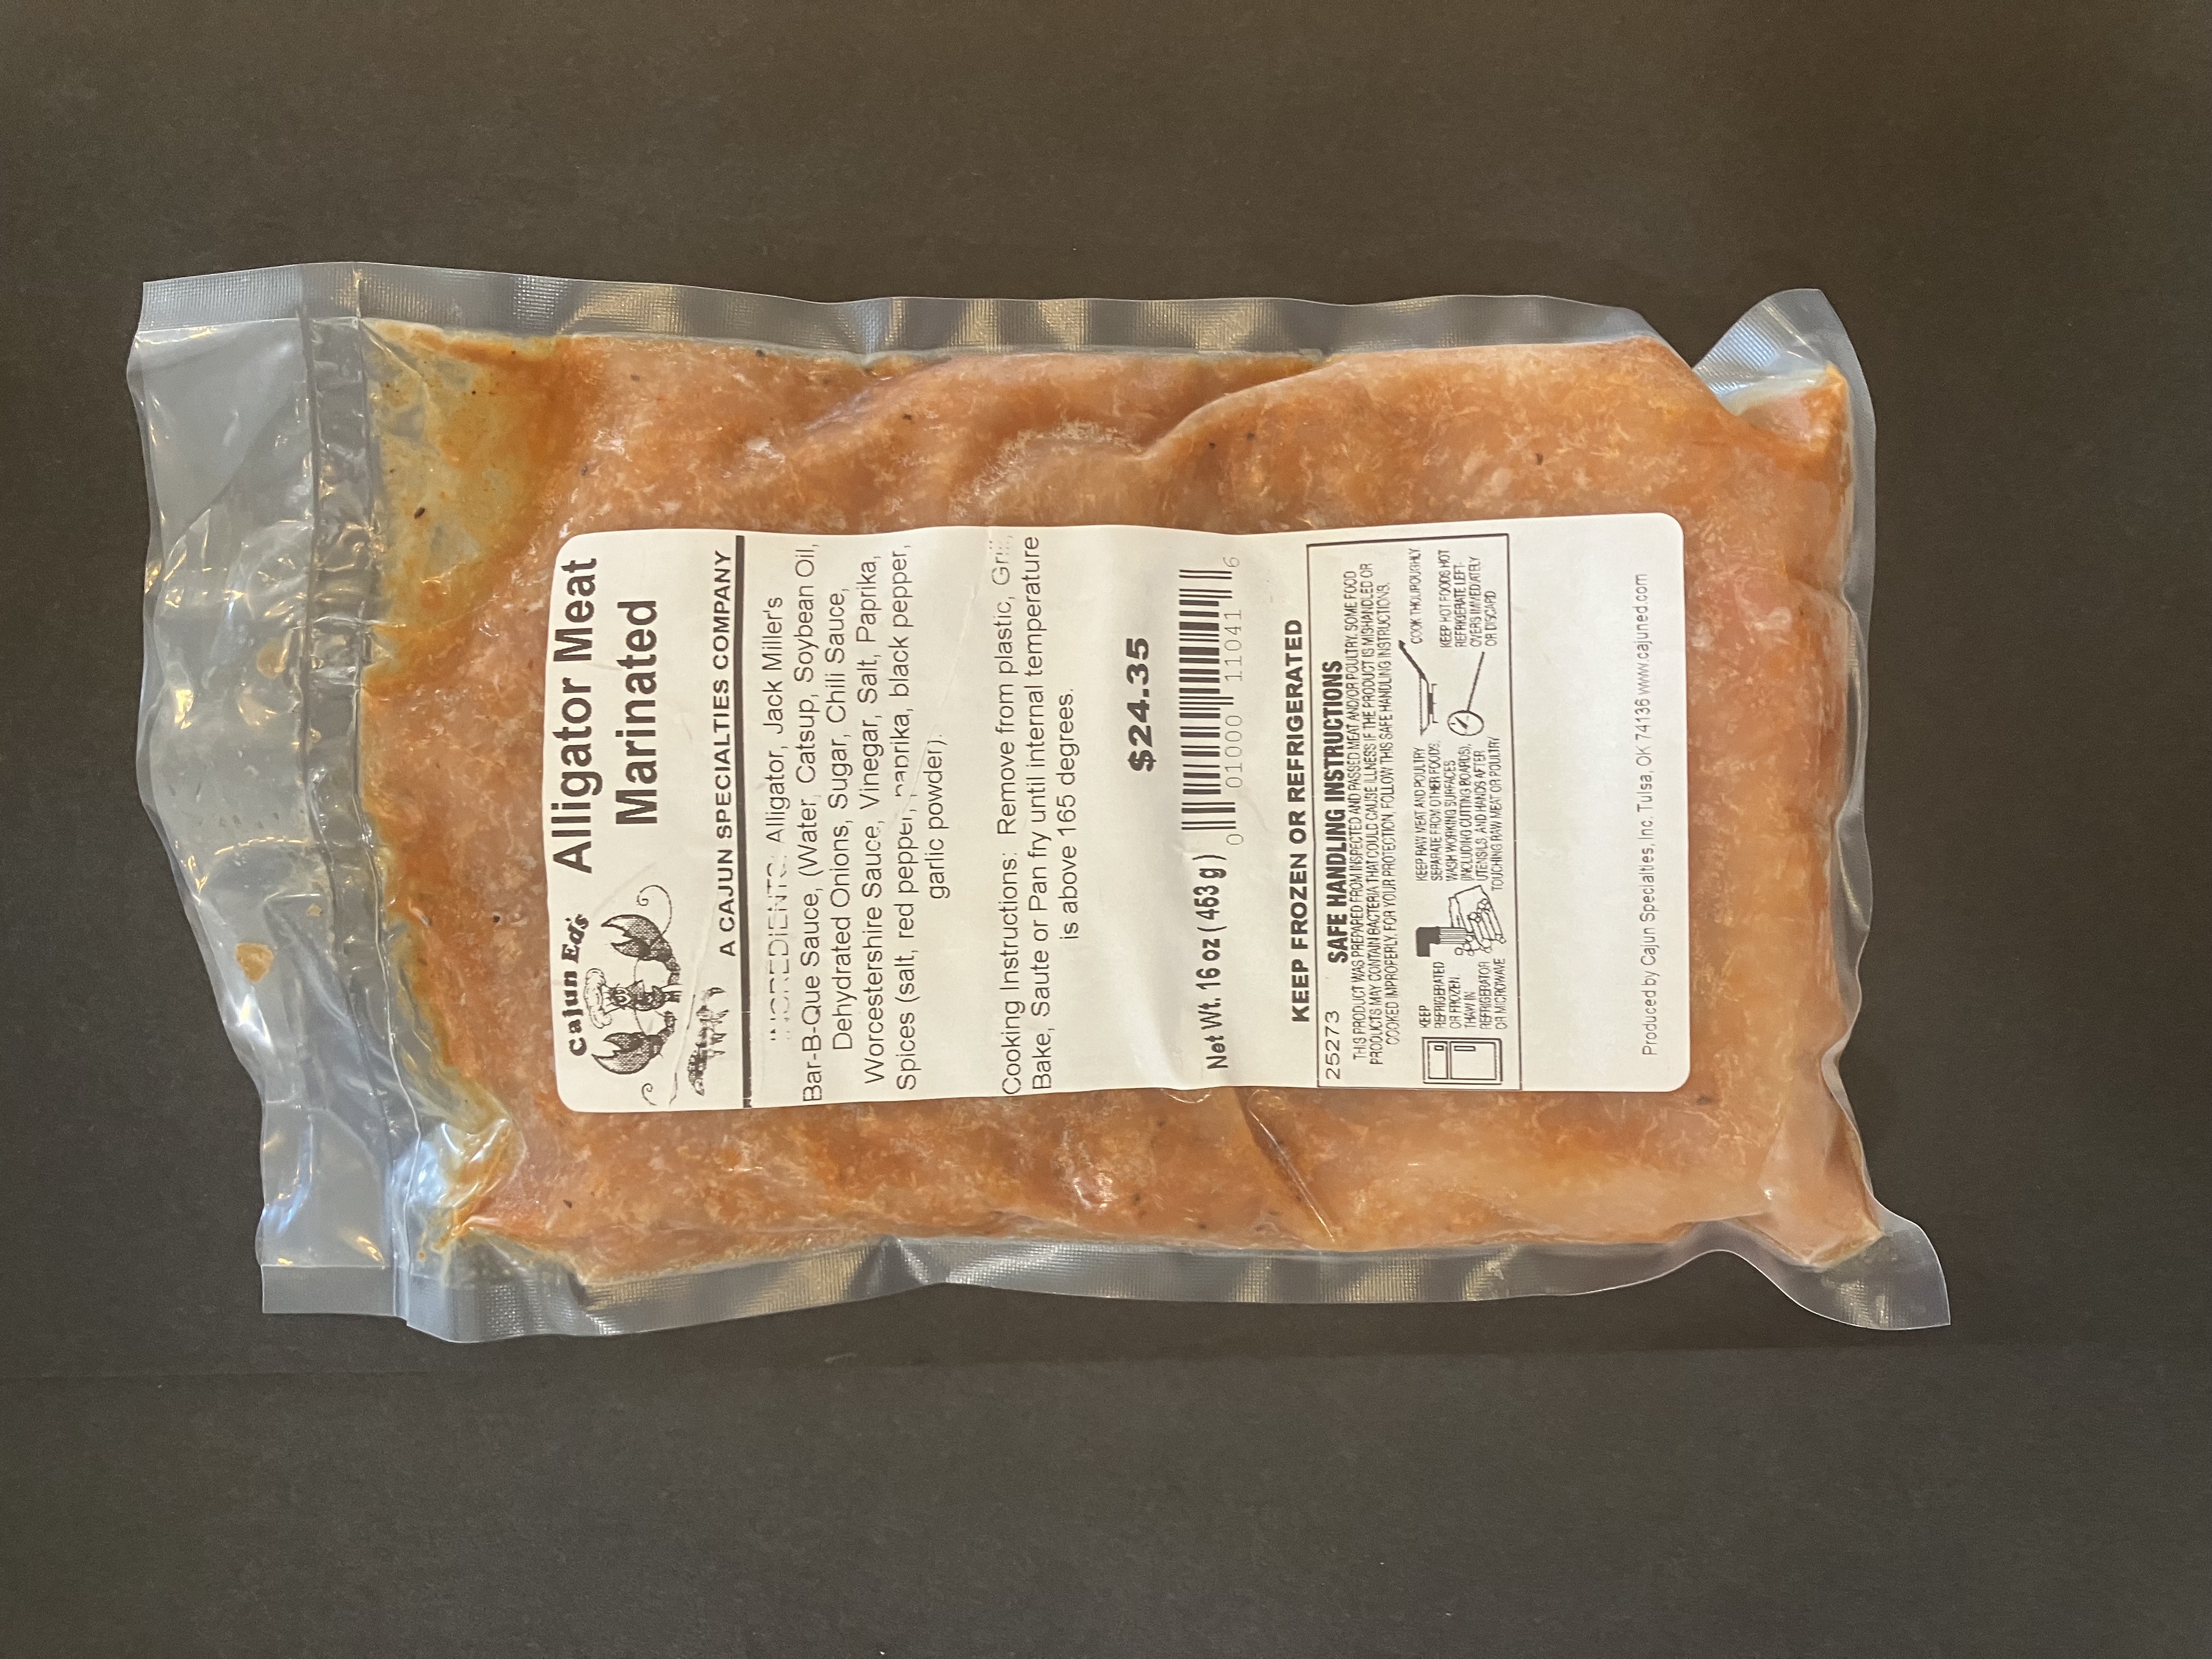 Cajun Ed's
Alligator Meat
Marinated
A CAJUN SPECIALTIES COMPANY
INGREDIENTS: Alligator, Jack Miller's
Bar-B-Que Sauce, (Water, Catsup, Soybean Oil,
Dehydrated Onions, Sugar, Chili Sauce,
Worcestershire Sauce, Vinegar, Salt, Paprika,
Spices (salt, red pepper, paprika, black pepper,
garlic powder).
Cooking Instructions: Remove from plastic, Grill,
Bake, Saute or Pan fry until internal temperature
is above 165 degrees.
$24.35
Net Wt. 16 oz ( 453 g )
0 01000 11041 6
KEEP FROZEN OR REFRIGERATED
25273
SAFE HANDLING INSTRUCTIONS
THIS PRODUCT WAS PREPARED FROM INSPECTED AND PASSED MEAT AND/OR POULTRY. SOME FOOD
PRODUCTS MAY CONTAIN BACTERIA THAT COULD CAUSE ILLNESS IF THE PRODUCT IS MISHANDLED OR
COOKED IMPROPERLY. FOR YOUR PROTECTION, FOLLOW THIS SAFE HANDLING INSTRUCTIONS.
KEEP
REFRIGERATED
OR FROZEN.
THAW IN
REFRIGERATOR
OR MICROWAVE
KEEP RAW MEAT AND POULTRY
SEPARATE FROM OTHER FOODS.
WASH WORKING SURFACES
(INCLUDING CUTTING BOARDS),
UTENSILS, AND HANDS AFTER
TOUCHING RAW MEAT OR POULTRY
COOK THOUROUGHLY
KEEP HOT FOODS HOT
REFRIGERATE LEFT-
OVERS IMMEDIATELY
OR DISCARD
Produced by Cajun Specialties, Inc. Tulsa, OK 74136 www.cajuned.com